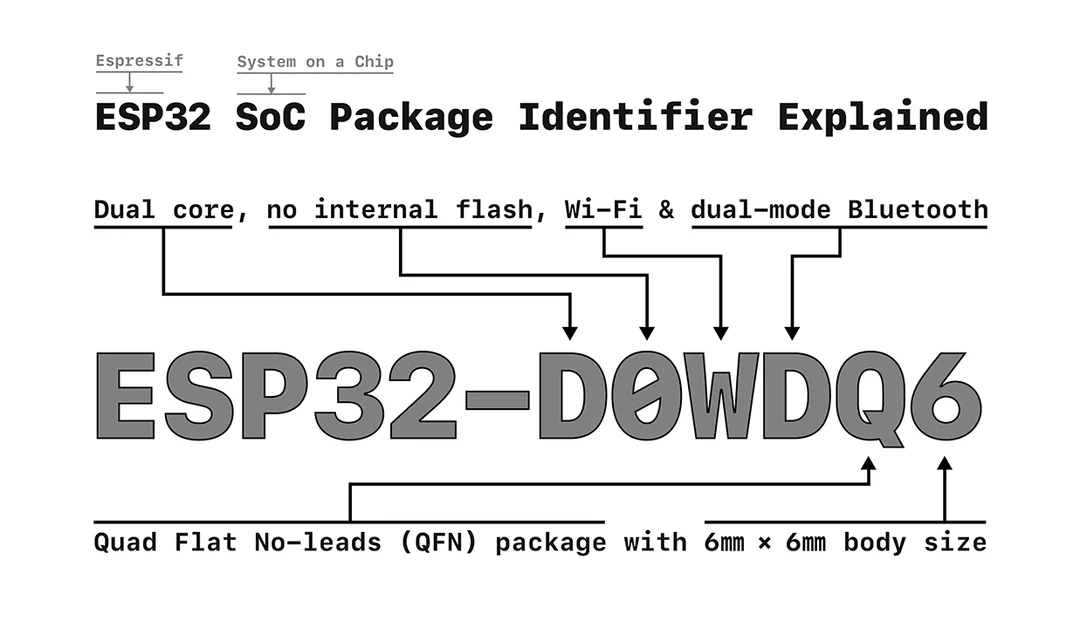 Espressif System on a Chip
ESP32 SoC Package Identifier Explained
Dual core, no internal flash, Wi-Fi & dual-mode Bluetooth
ESP32-D0WDQ6
Quad Flat No-leads (QFN) package with 6mm × 6mm body size